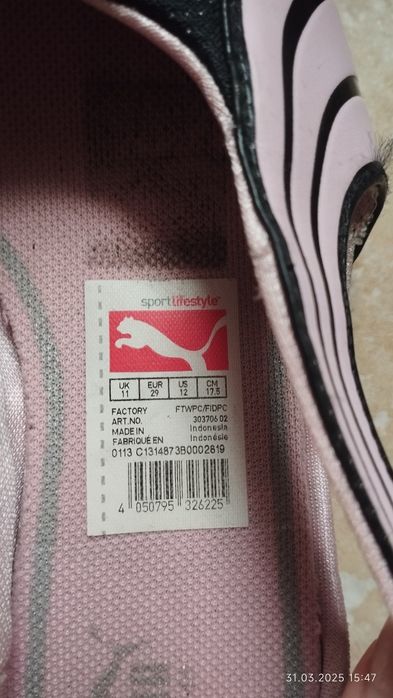 sportlifestyle
UK EUR US CM
11 29 12 17.5
FACTORY FTWPC/FIDPC
ART.NO. 303706 02
MADE IN Indonesia
FABRIQUÉ EN Indonésie
0113 C1314873B0002819
4 050795 326225
31.03.2025 15:47